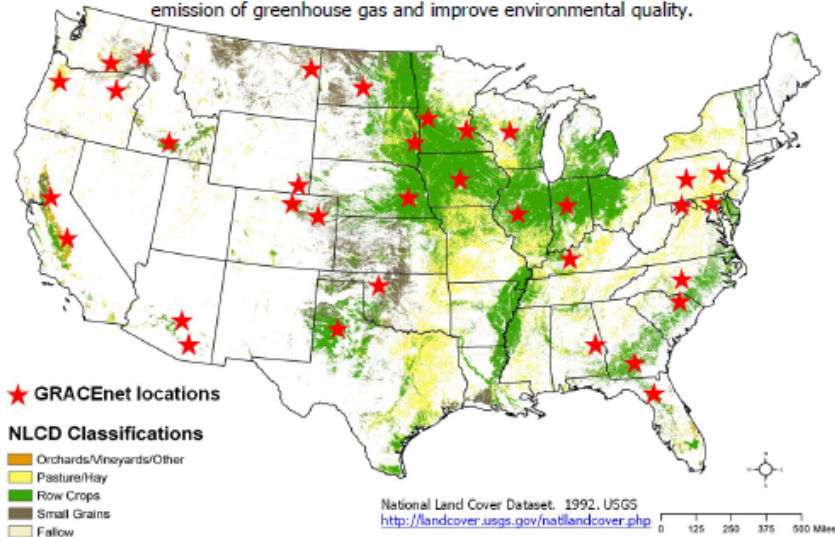 emission of greenhouse gas and improve environmental quality.
GRACEnet locations
NLCD Classifications
Orchards/Vineyards/Other
Pasture/Hay
Row Crops
Small Grains
Fallow
National Land Cover Dataset. 1992. USGS
http://landcover.usgs.gov/natllandcover.php
0 125 250 375 500 Miles